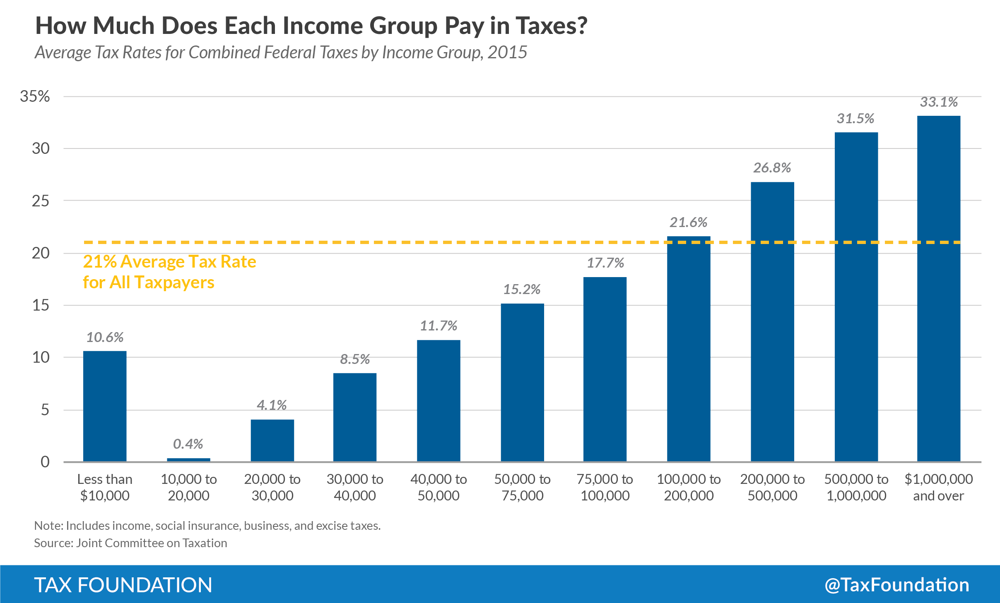 How Much Does Each Income Group Pay in Taxes?
Average Tax Rates for Combined Federal Taxes by Income Group, 2015
35%
30
25
20
15
10
5
0
21% Average Tax Rate
for All Taxpayers
10.6%
0.4%
4.1%
8.5%
11.7%
15.2%
17.7%
21.6%
26.8%
31.5%
33.1%
Less than
$10,000
10,000 to
20,000
20,000 to
30,000
30,000 to
40,000
40,000 to
50,000
50,000 to
75,000
75,000 to
100,000
100,000 to
200,000
200,000 to
500,000
500,000 to
1,000,000
$1,000,000
and over
Note: Includes income, social insurance, business, and excise taxes.
Source: Joint Committee on Taxation
TAX FOUNDATION
@TaxFoundation